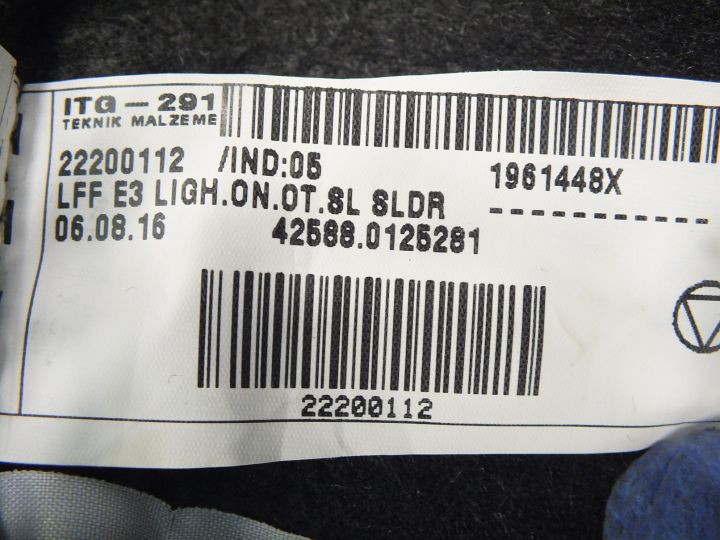 ITG-291
TEKNIK MALZEME
22200112 /IND:05 1961448X
LFF E3 LIGH.ON.OT.SL SLDR ------------
06.08.16 42588.0125281
22200112